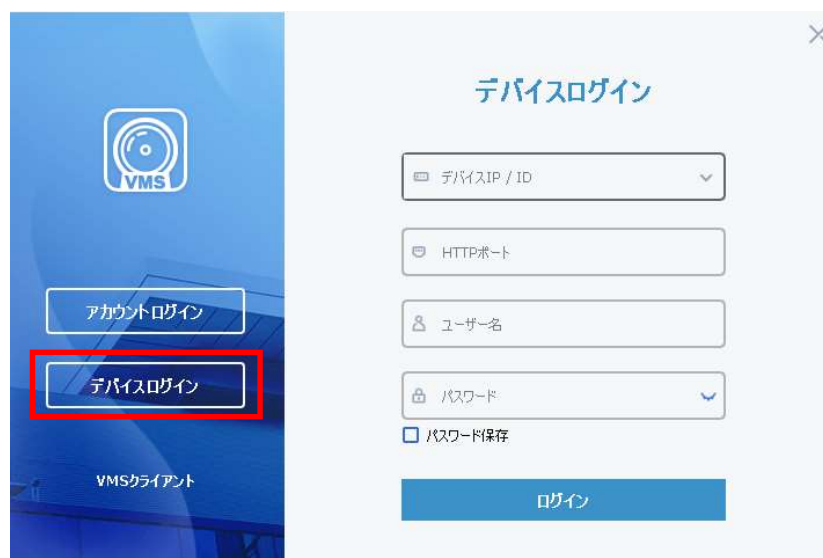 VMS
アカウントログイン
デバイスログイン
VMSクライアント
デバイスログイン
デバイスIP / ID
HTTPポート
ユーザー名
パスワード
パスワード保存
ログイン